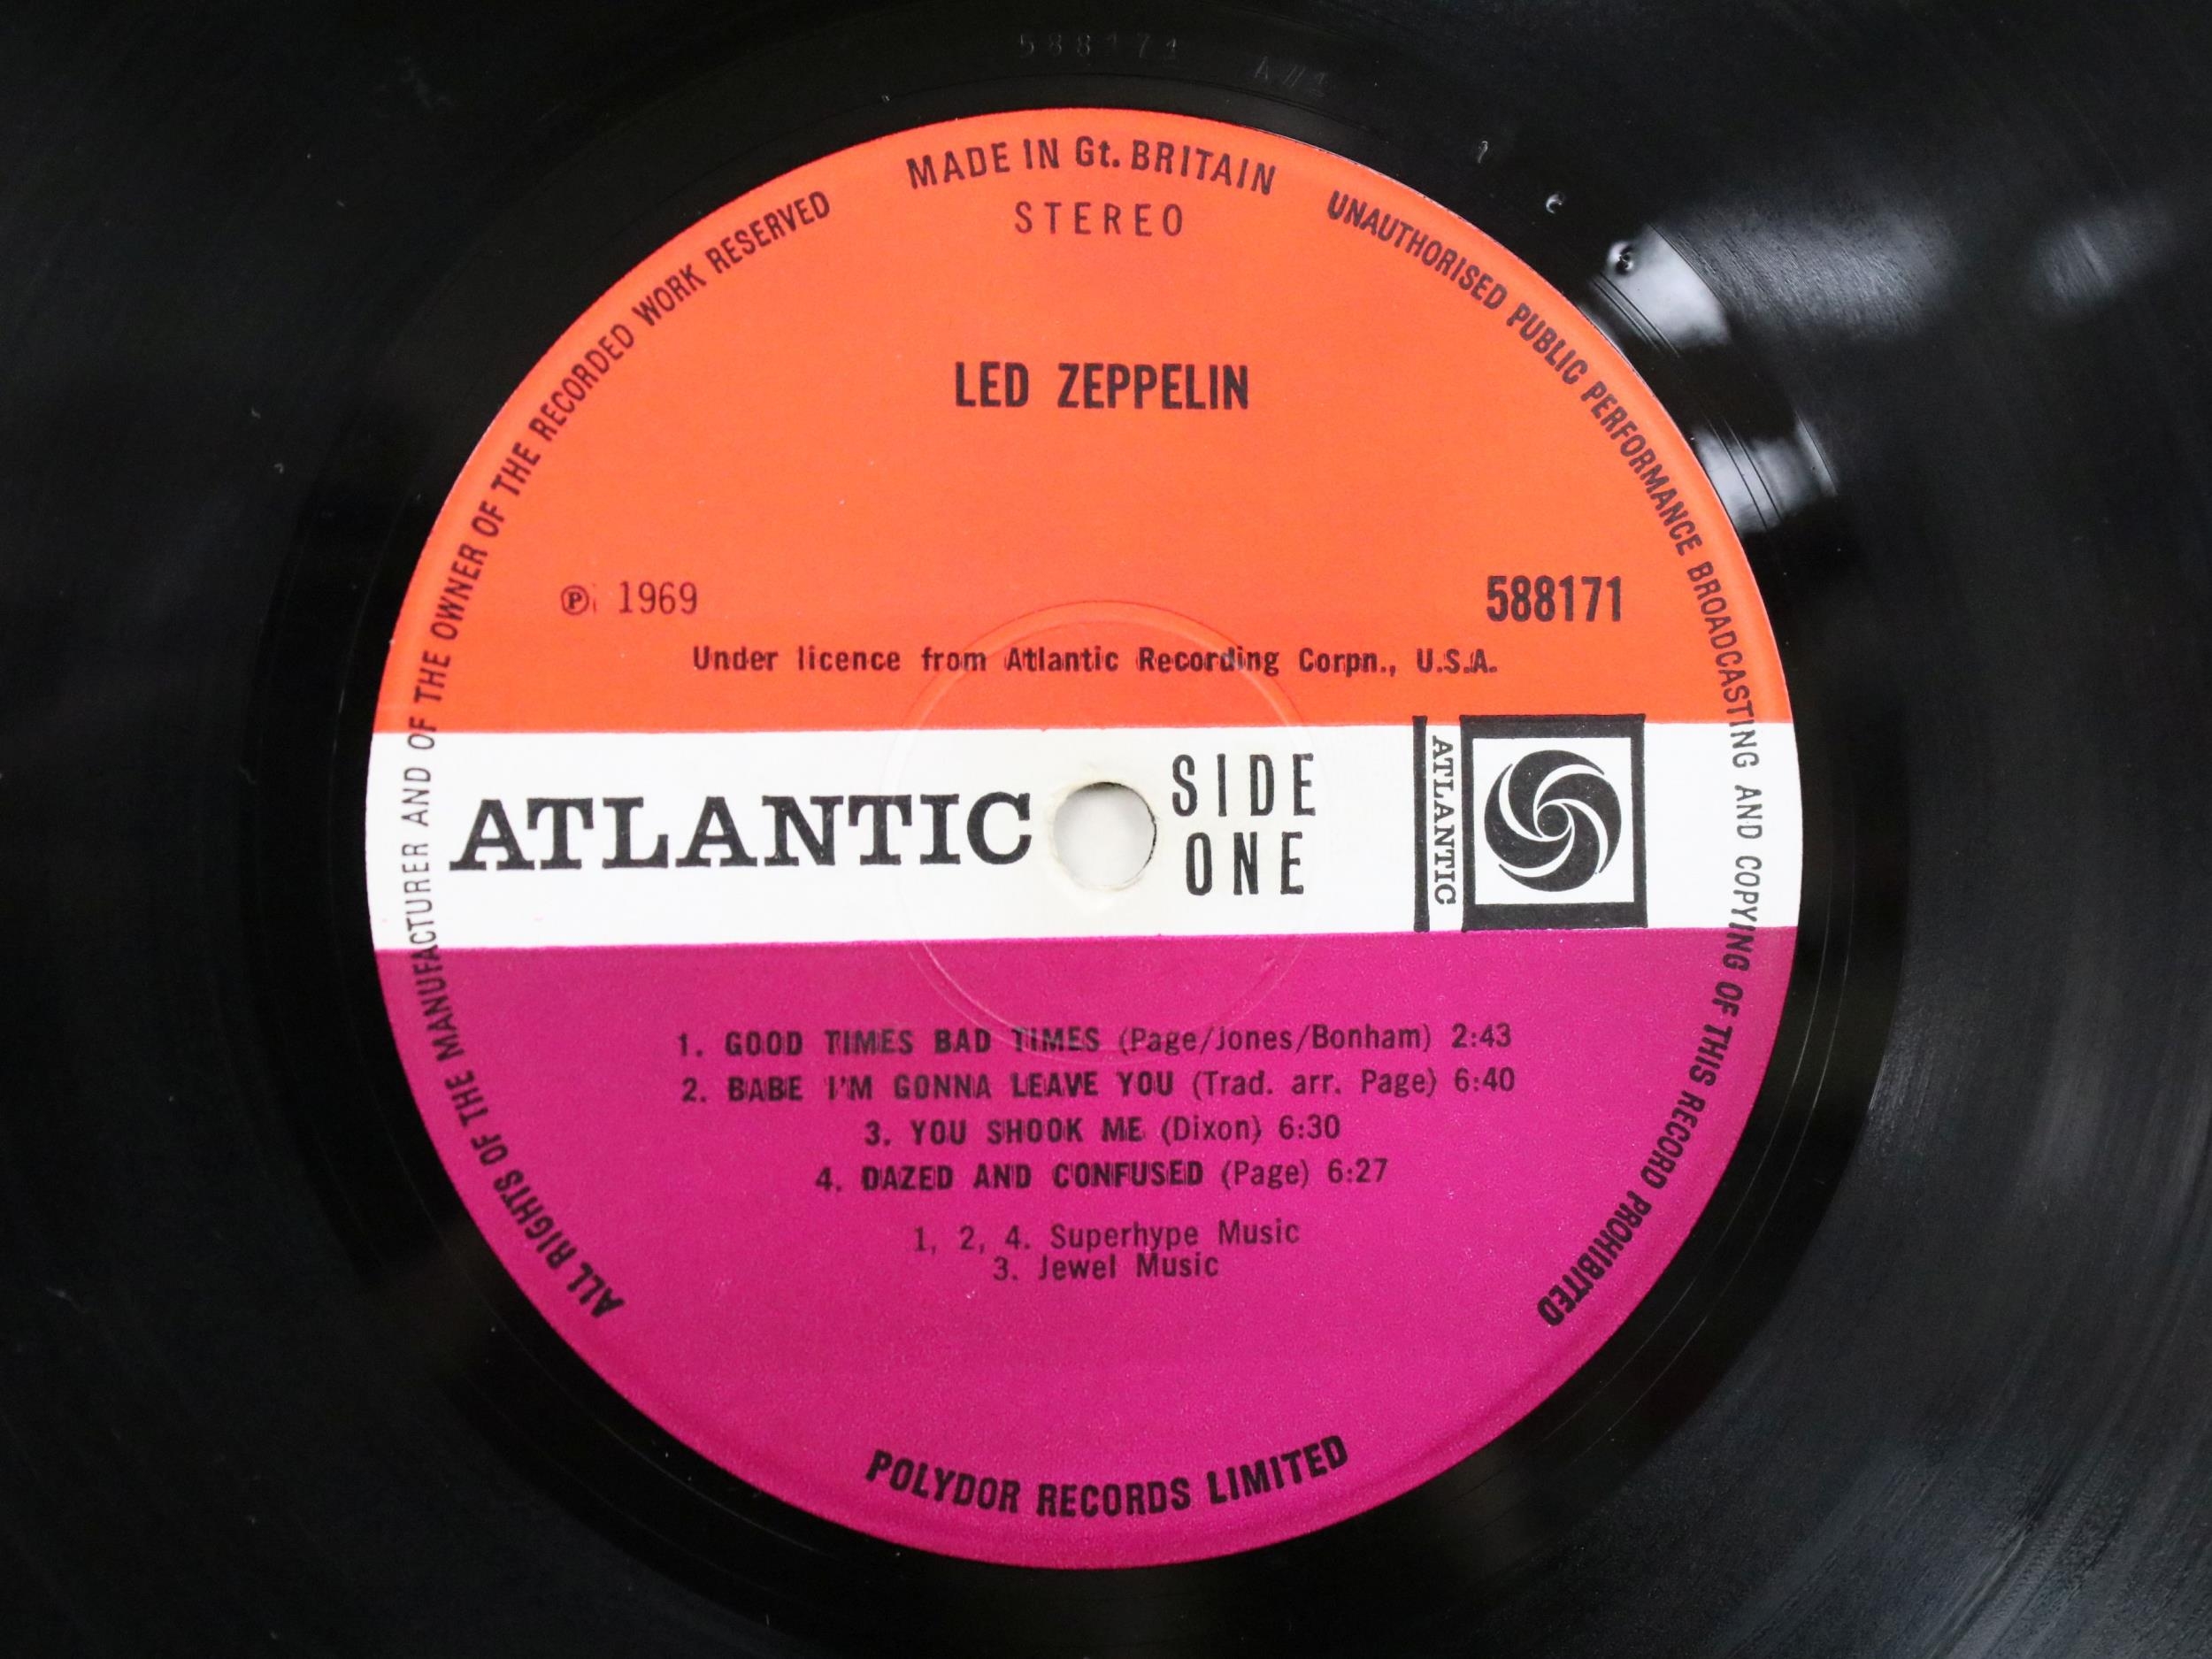 588171 A//1
MADE IN Gt. BRITAIN
STEREO
ALL RIGHTS OF THE MANUFACTURER AND OF THE OWNER OF THE RECORDED WORK RESERVED
UNAUTHORISED PUBLIC PERFORMANCE BROADCASTING AND COPYING OF THIS RECORD PROHIBITED
LED ZEPPELIN
℗ 1969
588171
Under licence from Atlantic Recording Corpn., U.S.A.
ATLANTIC
SIDE
ONE
ATLANTIC
1. GOOD TIMES BAD TIMES (Page/Jones/Bonham) 2:43
2. BABE I'M GONNA LEAVE YOU (Trad. arr. Page) 6:40
3. YOU SHOOK ME (Dixon) 6:30
4. DAZED AND CONFUSED (Page) 6:27
1, 2, 4. Superhype Music
3. Jewel Music
POLYDOR RECORDS LIMITED